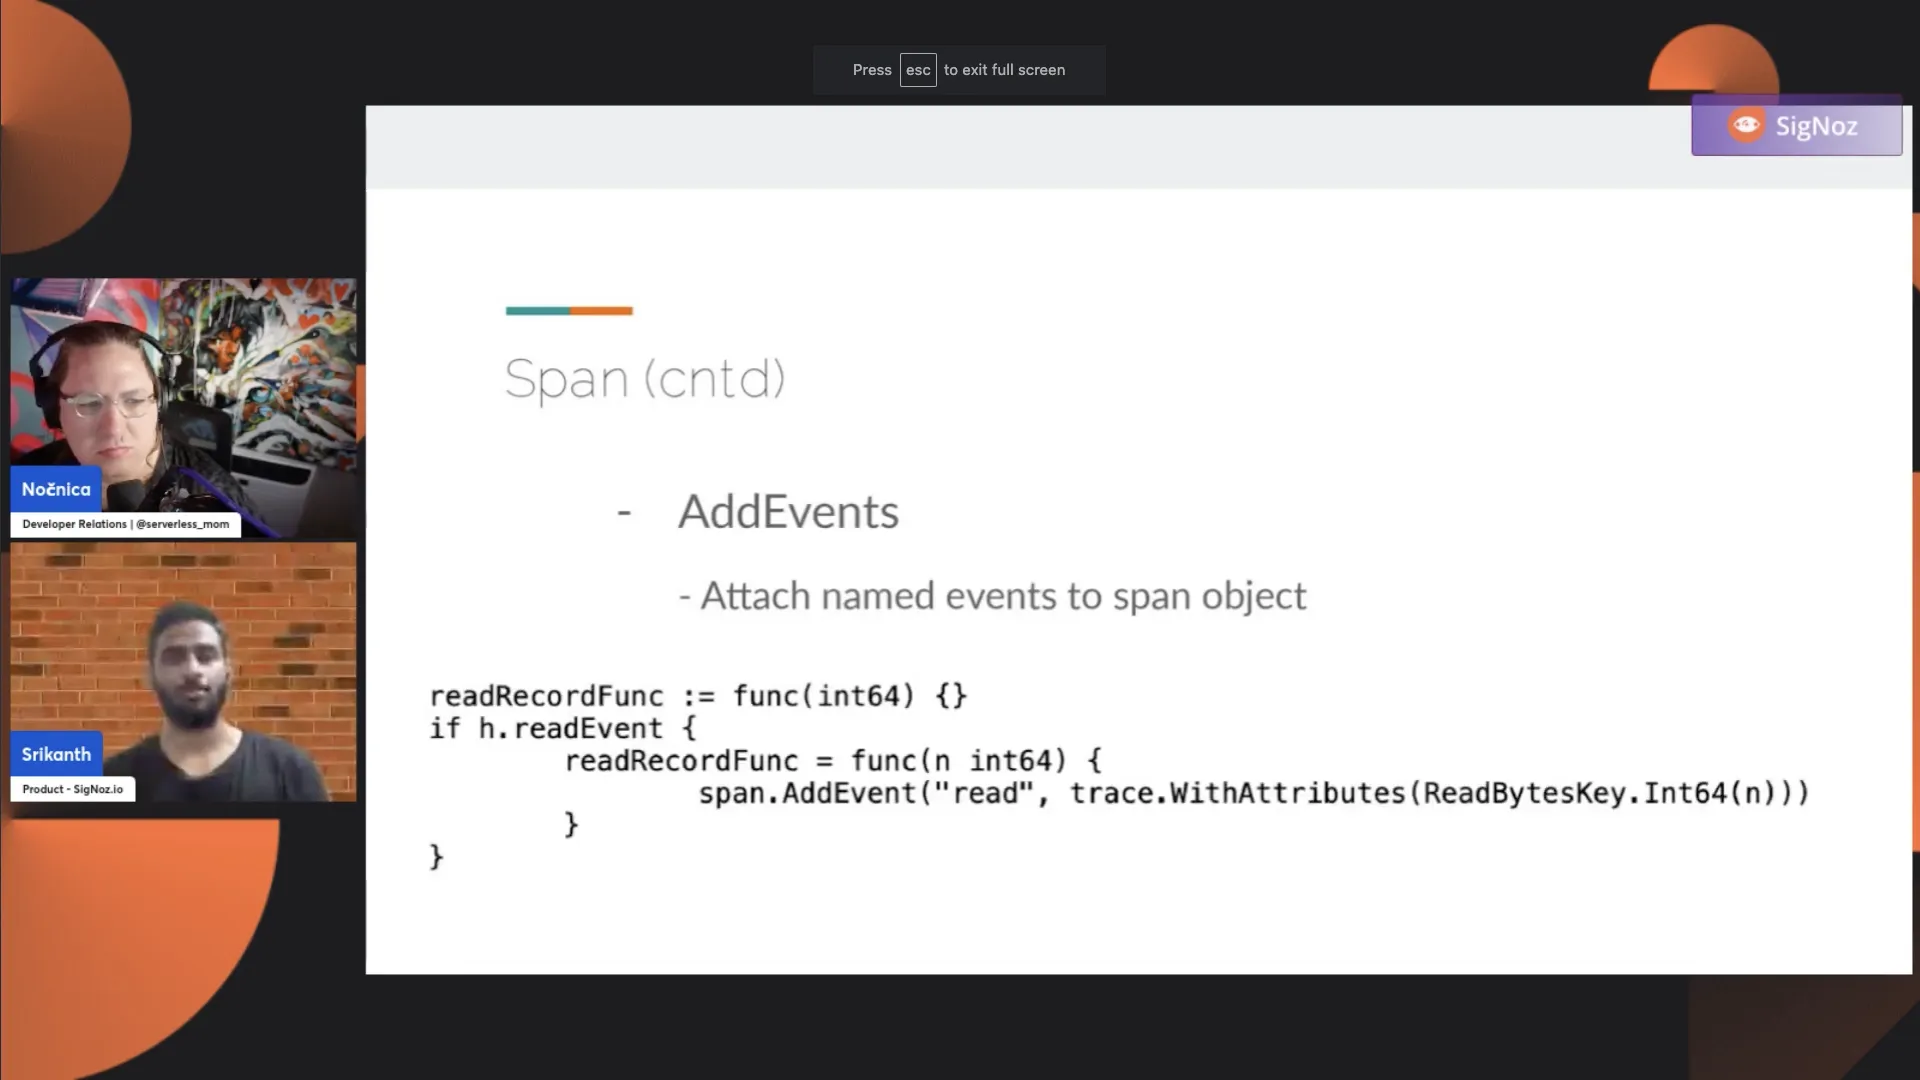 Press esc to exit full screen
SigNoz
Span (cntd)
- AddEvents
- Attach named events to span object
readRecordFunc := func(int64) {}
if h.readEvent {
readRecordFunc = func(n int64) {
span.AddEvent("read", trace.WithAttributes(ReadBytesKey.Int64(n)))
}
}
Nočnica
Developer Relations | @serverless_mom
Srikanth
Product - SigNoz.io